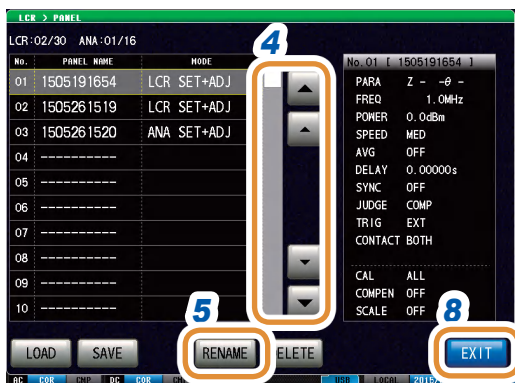 LCR > PANEL
LCR:02/30 ANA:01/16
No. PANEL NAME MODE
01 1505191654 LCR SET+ADJ
02 1505261519 LCR SET+ADJ
03 1505261520 ANA SET+ADJ
04 ----------
05 ----------
06 ----------
07 ----------
08 ----------
09 ----------
10 ----------
4
No. 01 [ 1505191654 ]
PARA Z - -θ -
FREQ 1.0MHz
POWER 0.0dBm
SPEED MED
AVG OFF
DELAY 0.00000s
SYNC OFF
JUDGE COMP
TRIG EXT
CONTACT BOTH
CAL ALL
COMPEN OFF
SCALE OFF
5
8
LOAD SAVE RENAME ELETE EXIT
AC COR CMP DC COR USB LOCAL